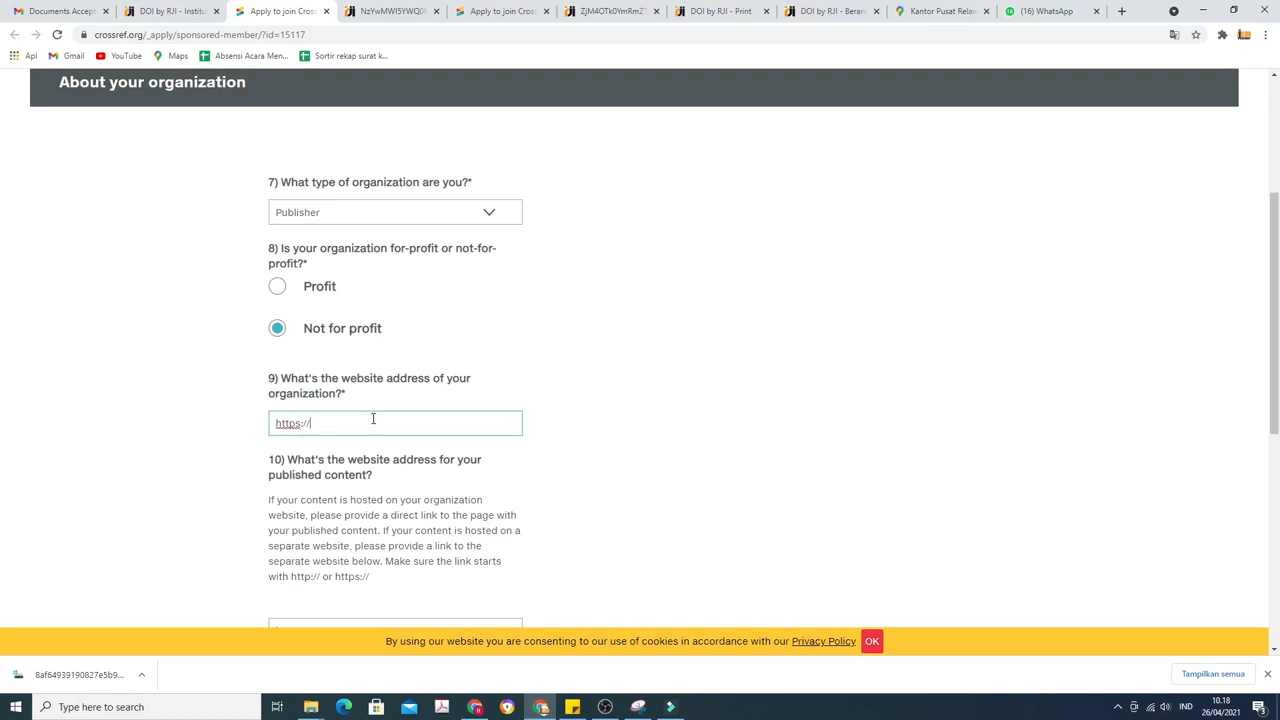 Documents Accept
DOI by RJI - Institu
Apply to join Cross
NzYwMWI5YWQ0
Apply to join Cros
ZjM4OTk0YmRmZ
DOI by RJI - Print
DOI by RJI - Beran
Kantor Pusat Relaw
(16) WhatsApp
crossref.org/_apply/sponsored-member/?id=15117
Apl
Gmail
YouTube
Maps
Absensi Acara Men...
Sortir rekap surat k...
About your organization
7) What type of organization are you?*
Publisher
8) Is your organization for-profit or not-for-
profit?*
Profit
Not for profit
9) What's the website address of your
organization?*
https://
10) What's the website address for your
published content?
If your content is hosted on your organization
website, please provide a direct link to the page with
your published content. If your content is hosted on a
separate website, please provide a link to the
separate website below. Make sure the link starts
with http:// or https://
By using our website you are consenting to our use of cookies in accordance with our Privacy Policy OK
8af64939190827e5b9...
Tampilkan semua
Type here to search
IND
10.18
26/04/2021